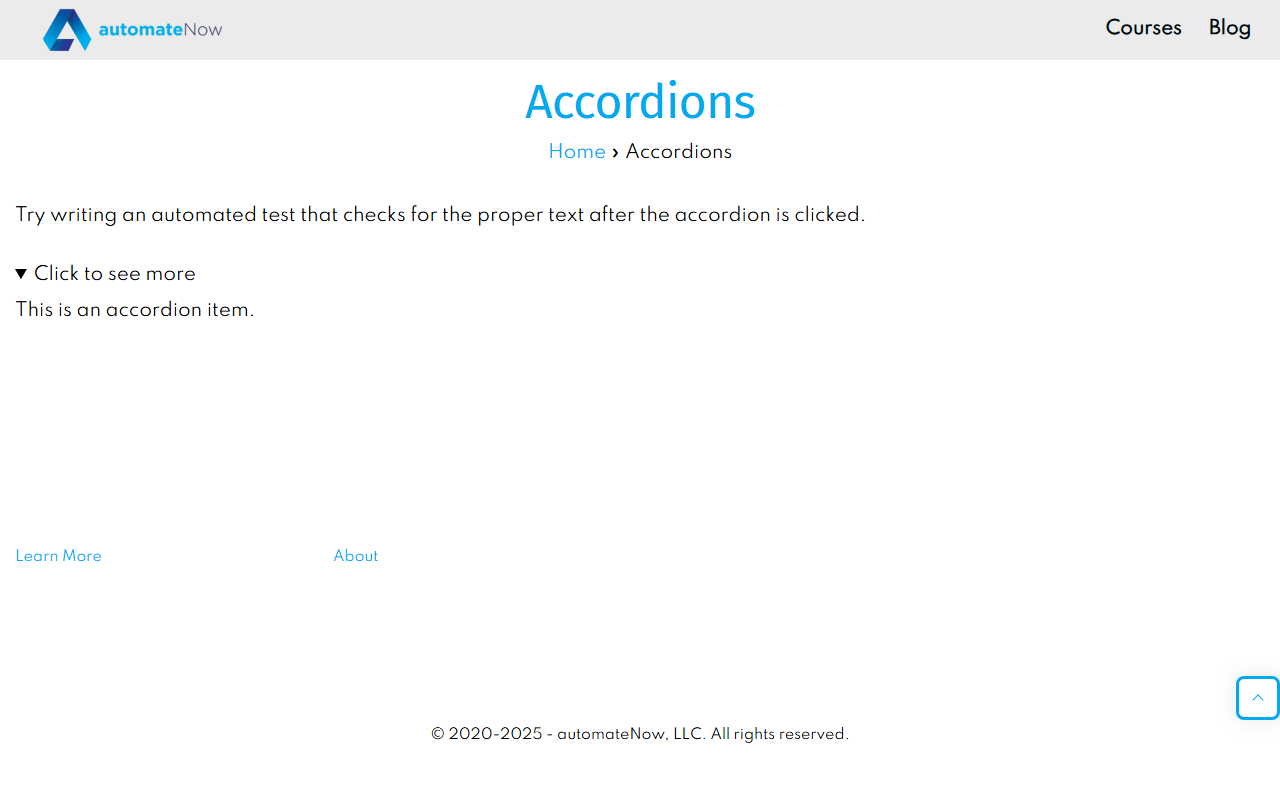 automateNow
Courses Blog
Accordions
Home › Accordions
Try writing an automated test that checks for the proper text after the accordion is clicked.
▼ Click to see more
This is an accordion item.
Learn More About
© 2020-2025 - automateNow, LLC. All rights reserved.